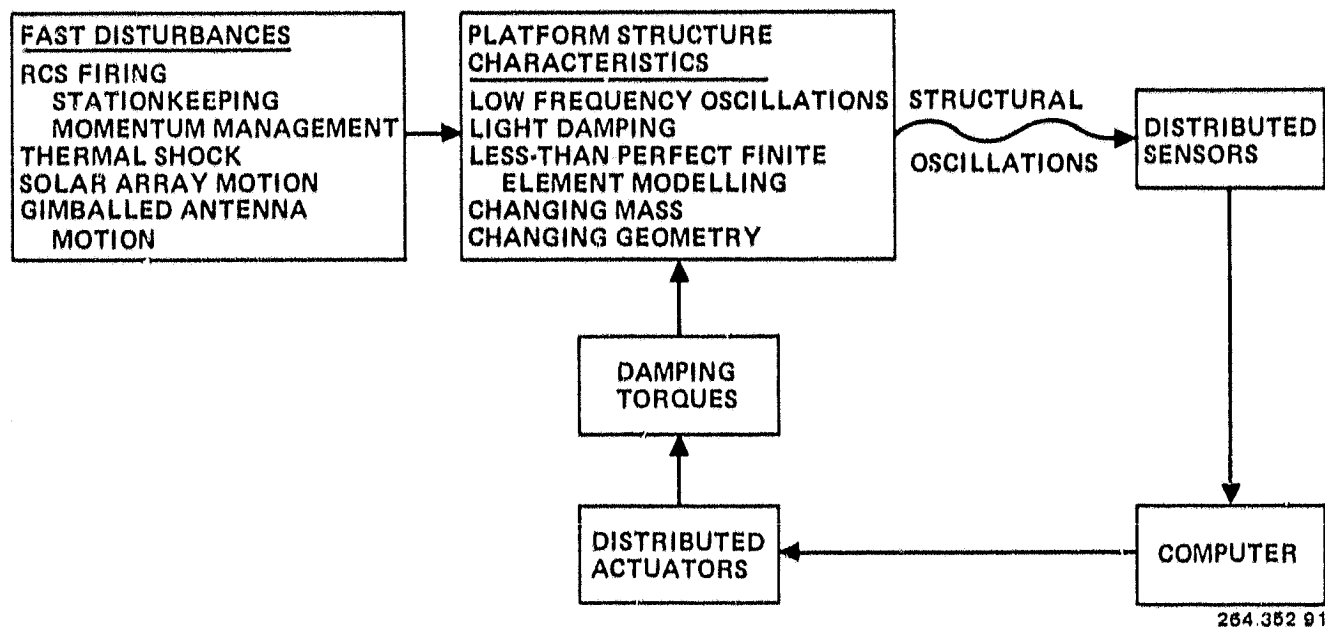 FAST DISTURBANCES
RCS FIRING
STATIONKEEPING
MOMENTUM MANAGEMENT
THERMAL SHOCK
SOLAR ARRAY MOTION
GIMBALLED ANTENNA
MOTION
PLATFORM STRUCTURE
CHARACTERISTICS
LOW FREQUENCY OSCILLATIONS
LIGHT DAMPING
LESS-THAN PERFECT FINITE
ELEMENT MODELLING
CHANGING MASS
CHANGING GEOMETRY
STRUCTURAL
OSCILLATIONS
DISTRIBUTED
SENSORS
DAMPING
TORQUES
DISTRIBUTED
ACTUATORS
COMPUTER
264.352 91